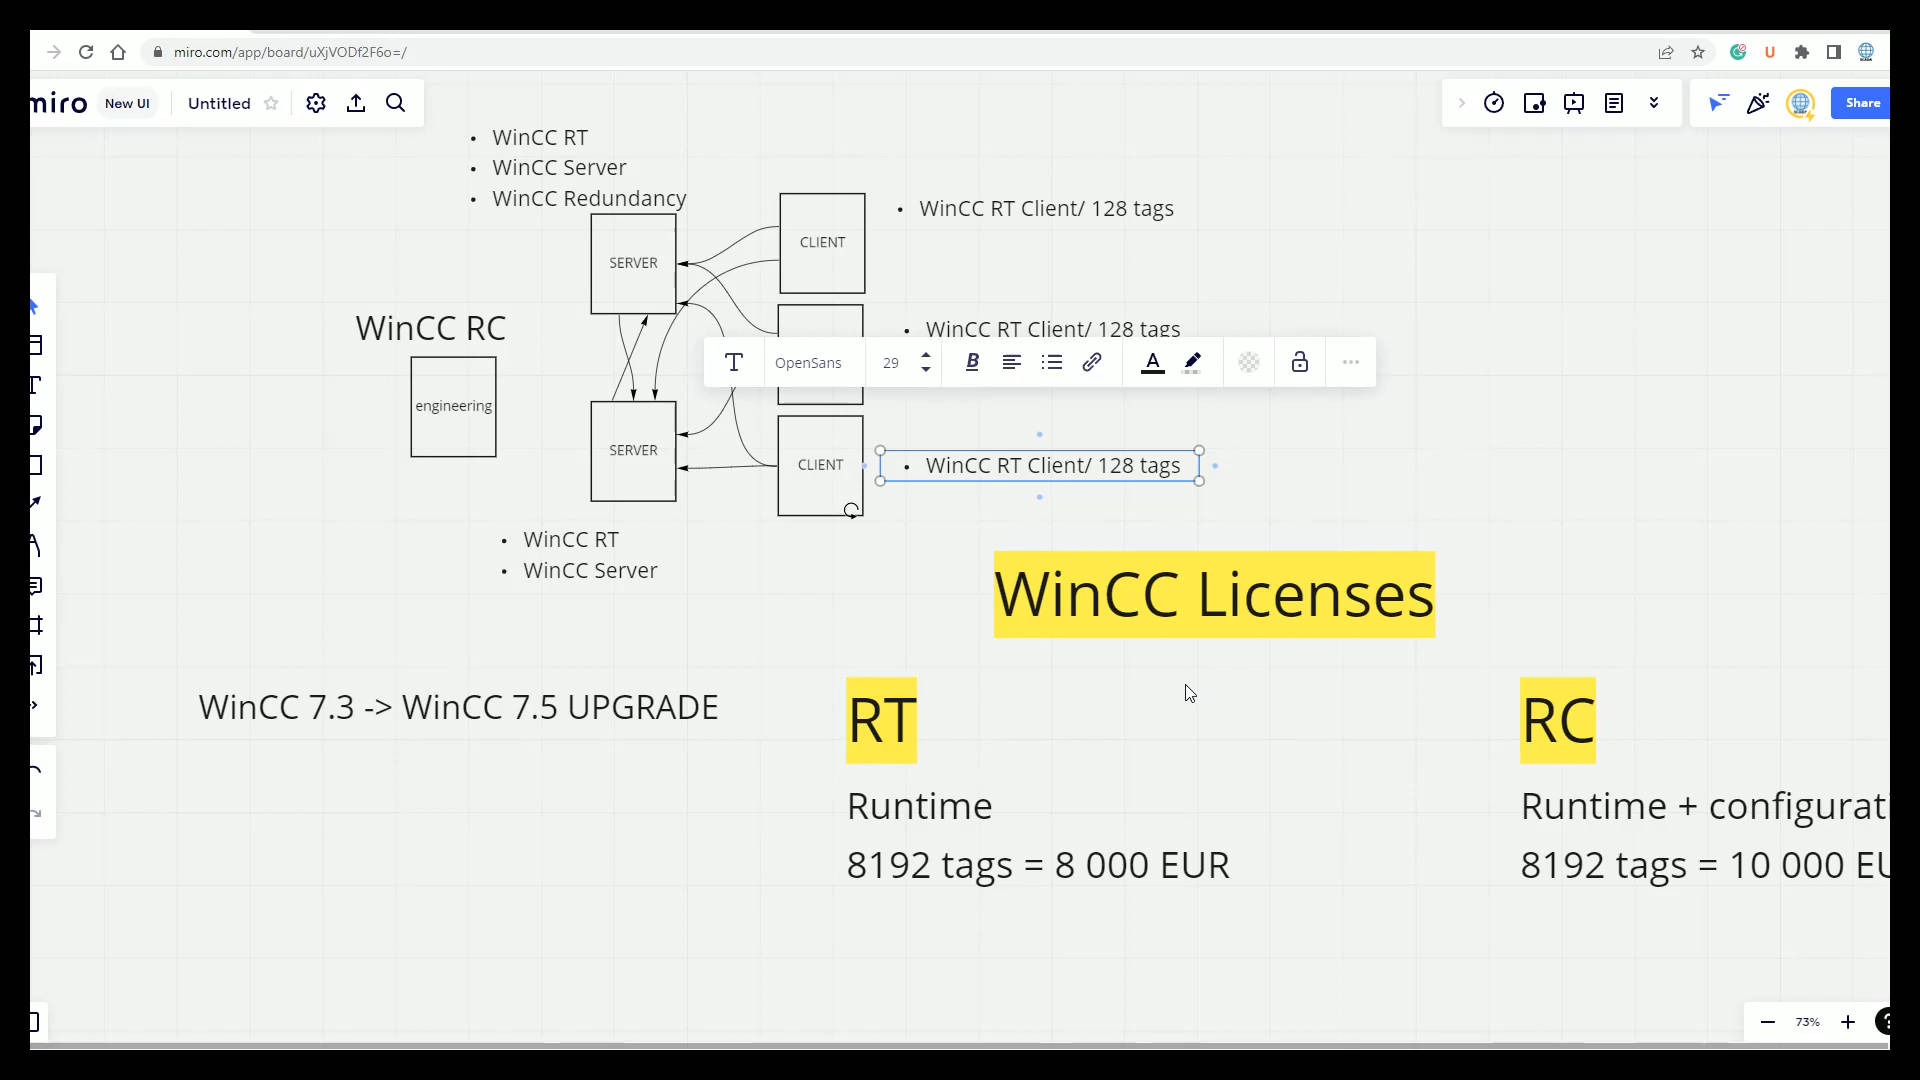 miro.com/app/board/uXjVODf2F6o=/
miro
New UI
Untitled
Share
• WinCC RT
• WinCC Server
• WinCC Redundancy
SERVER
CLIENT
• WinCC RT Client/ 128 tags
WinCC RC
engineering
• WinCC RT Client/ 128 tags
OpenSans
29
SERVER
CLIENT
• WinCC RT Client/ 128 tags
• WinCC RT
• WinCC Server
WinCC Licenses
WinCC 7.3 -> WinCC 7.5 UPGRADE
RT
Runtime
8192 tags = 8 000 EUR
RC
Runtime + configurati
8192 tags = 10 000 EU
73%